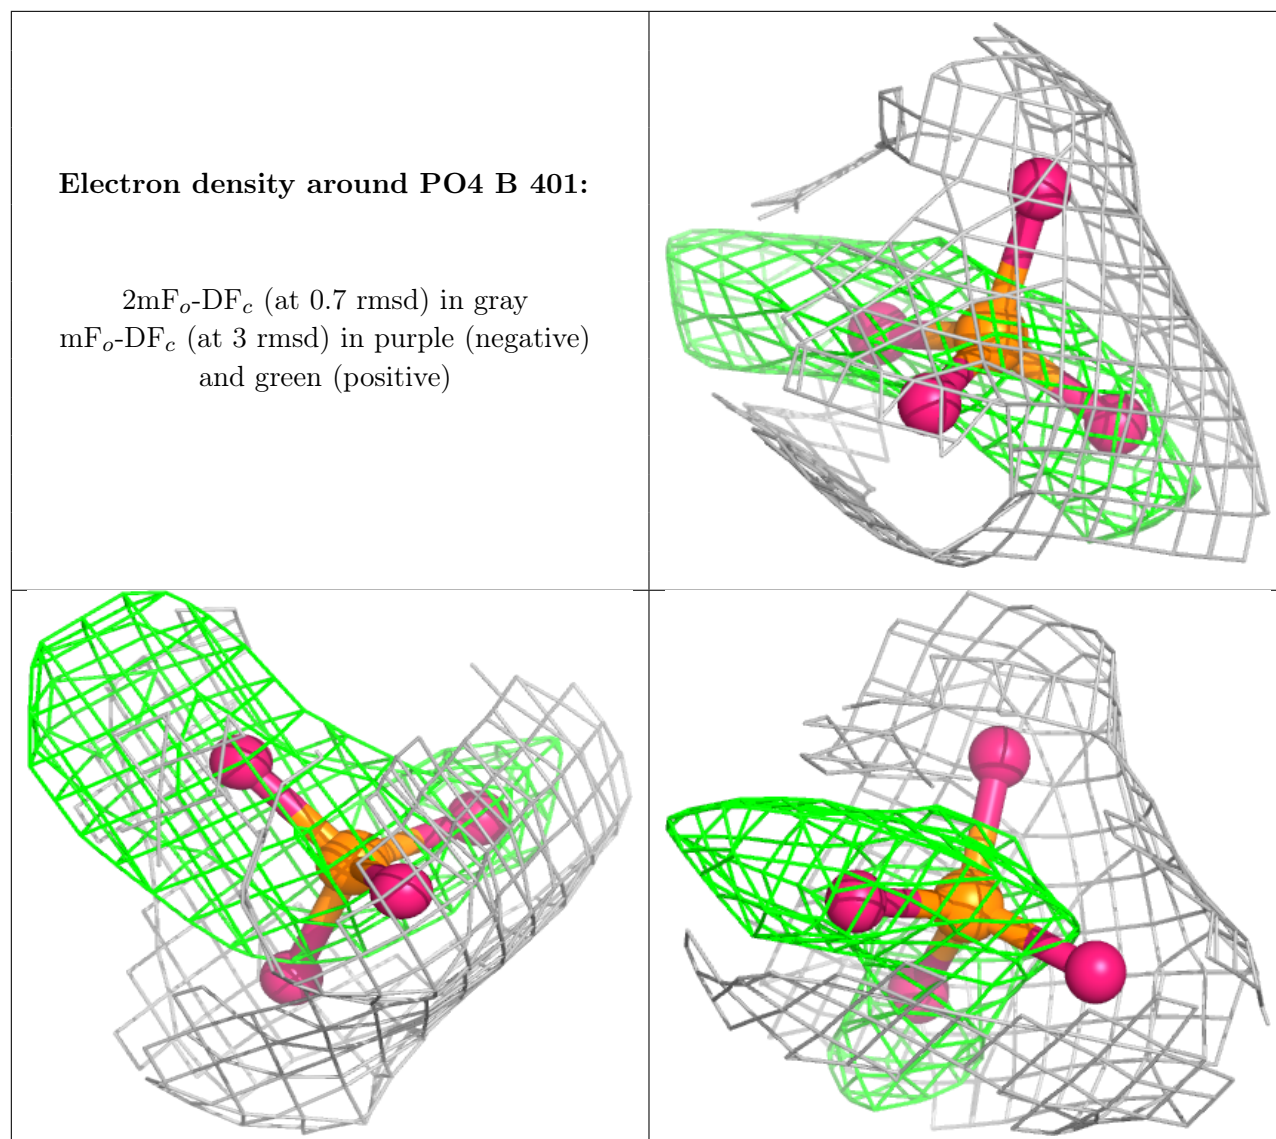 Electron density around PO4 B 401:
2mFo-DFc (at 0.7 rmsd) in gray
mFo-DFc (at 3 rmsd) in purple (negative)
and green (positive)